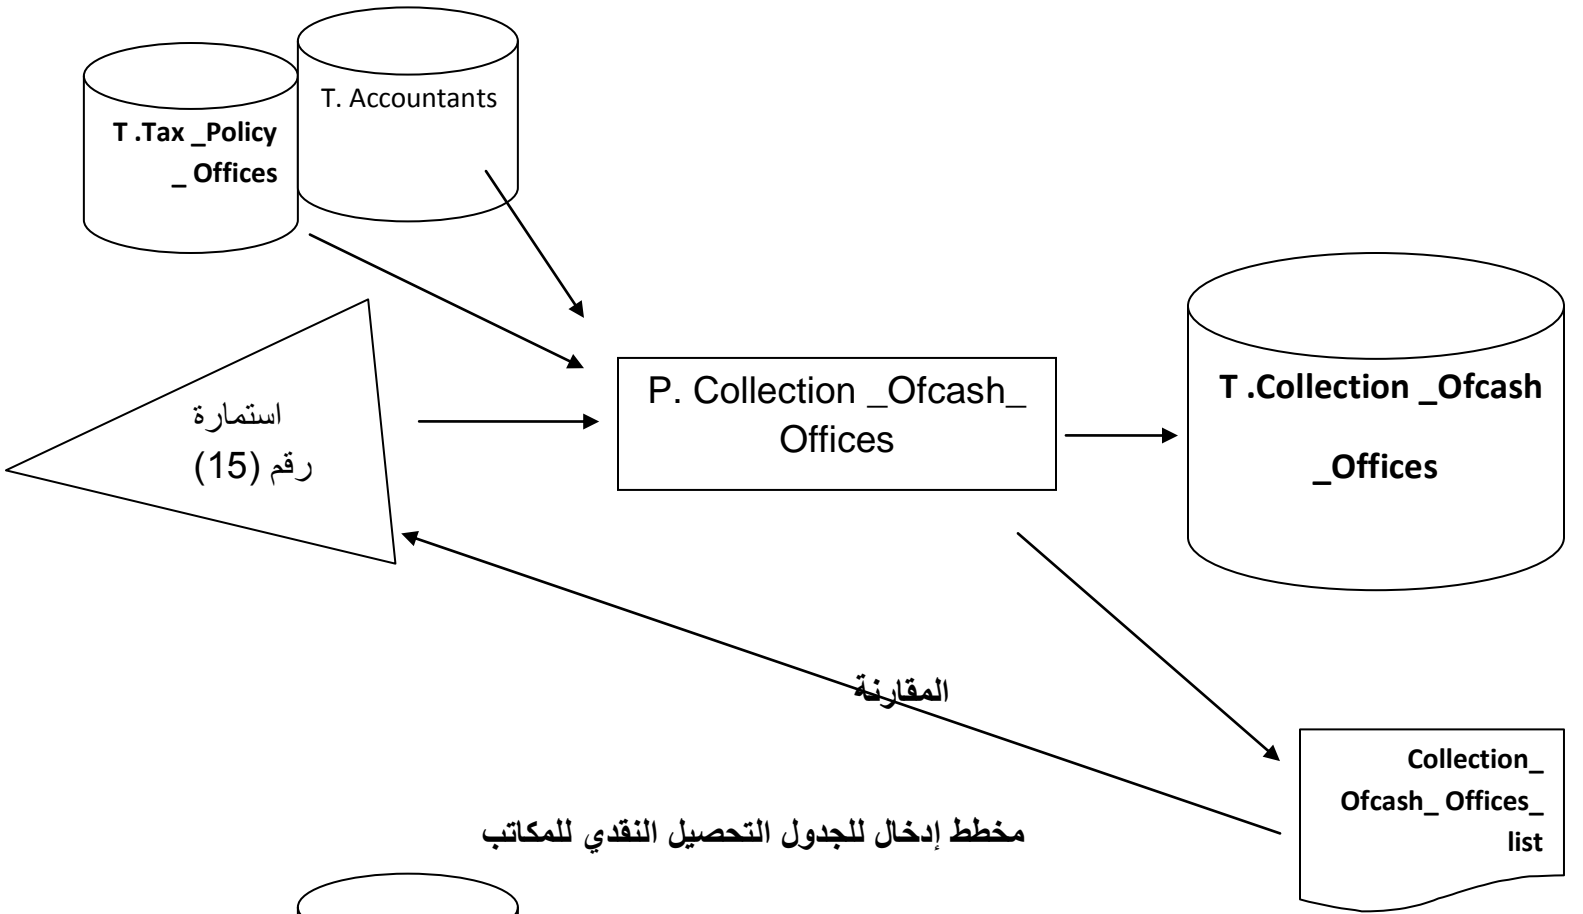 T. Accountants
T .Tax _Policy
_ Offices
استمارة
رقم (15)
P. Collection _Ofcash_
Offices
T .Collection _Ofcash
_Offices
المقارنة
Collection_
Ofcash_ Offices_
list
مخطط إدخال للجدول التحصيل النقدي للمكاتب